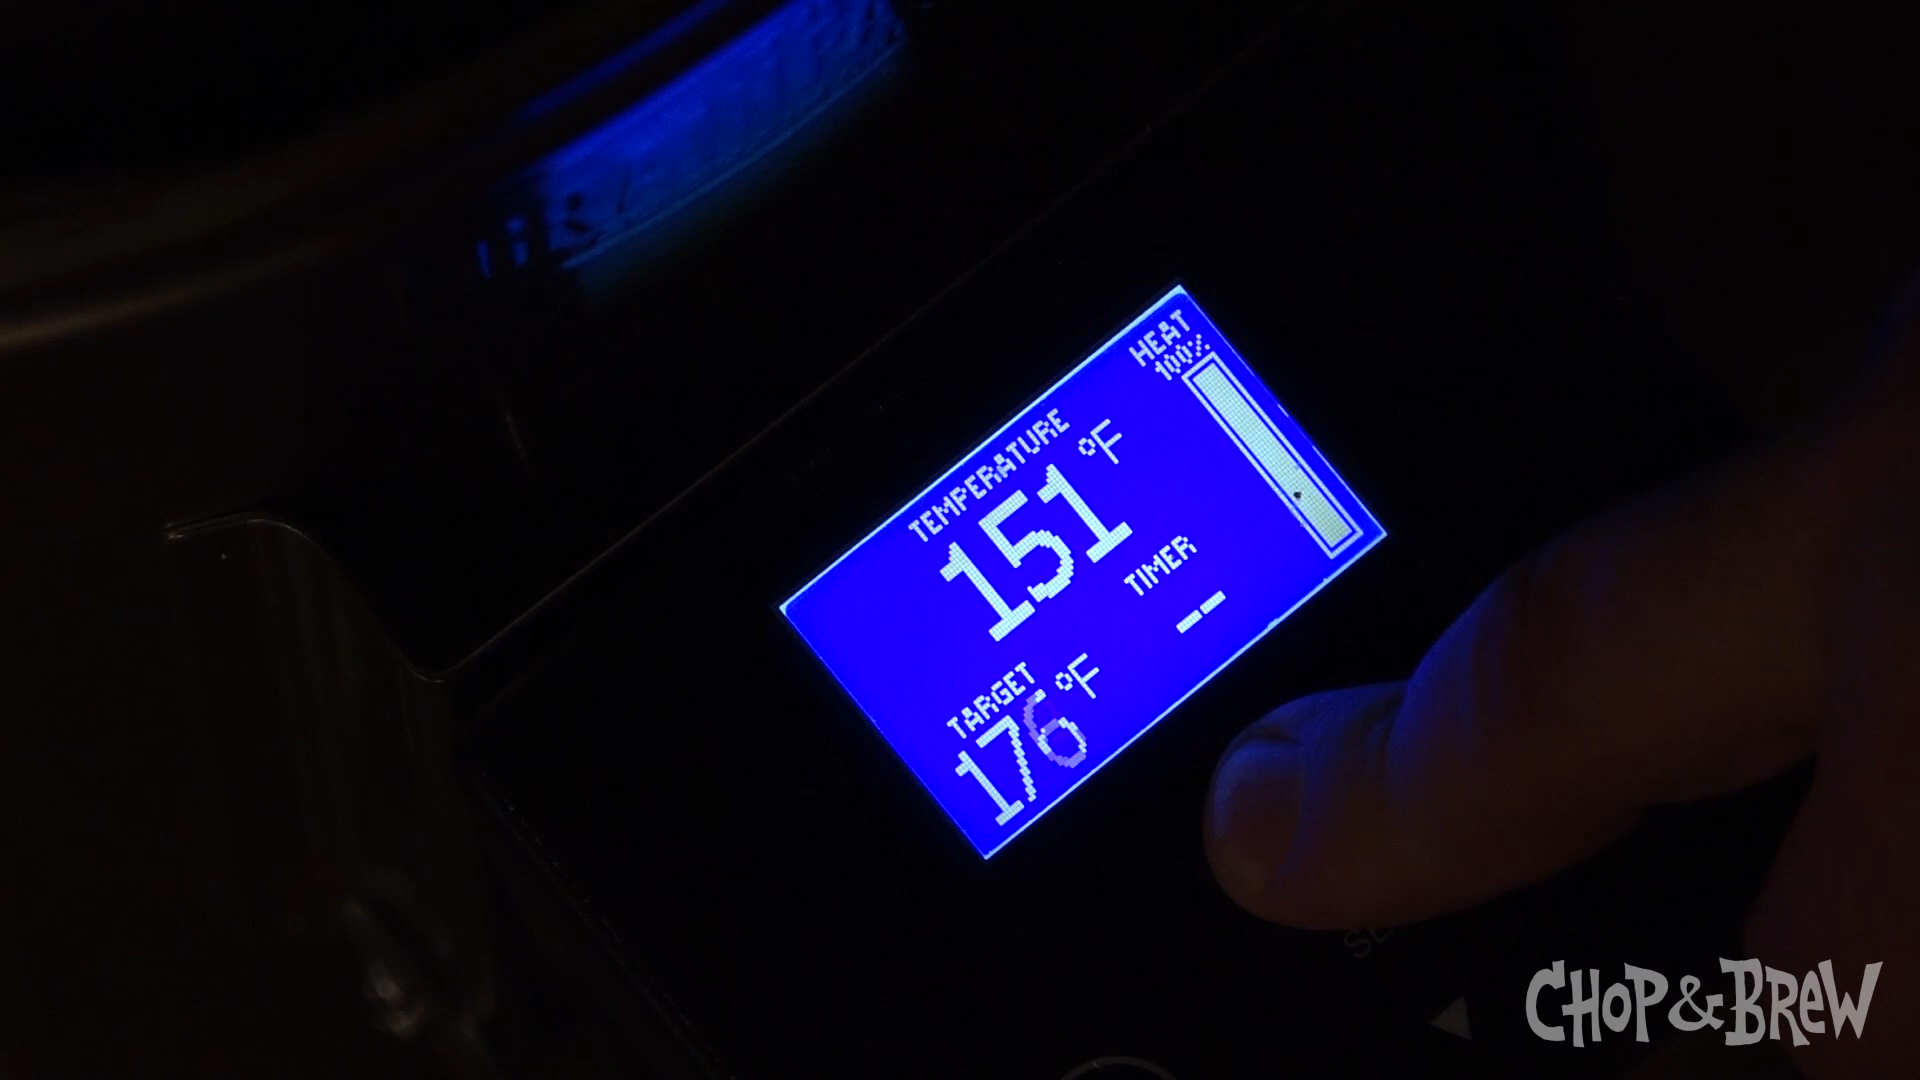 HEAT
100%
TEMPERATURE
151 °F
TIMER
--
TARGET
176 °F
CHOP & BREW